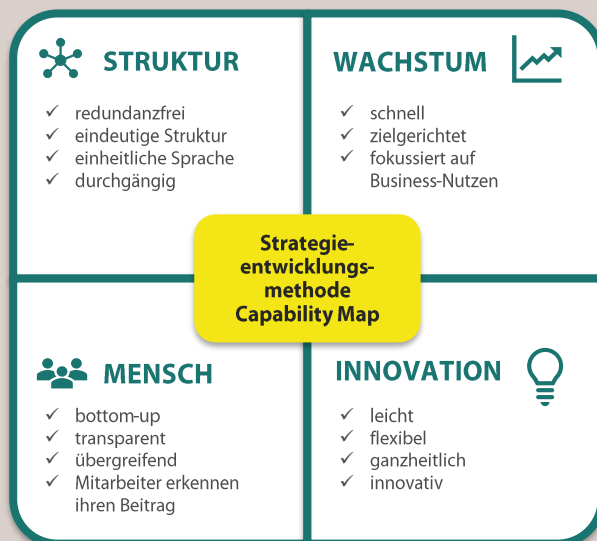 STRUKTUR
✓ redundanzfrei
✓ eindeutige Struktur
✓ einheitliche Sprache
✓ durchgängig
WACHSTUM
✓ schnell
✓ zielgerichtet
✓ fokussiert auf
Business-Nutzen
Strategie-
entwicklungs-
methode
Capability Map
MENSCH
✓ bottom-up
✓ transparent
✓ übergreifend
✓ Mitarbeiter erkennen
ihren Beitrag
INNOVATION
✓ leicht
✓ flexibel
✓ ganzheitlich
✓ innovativ